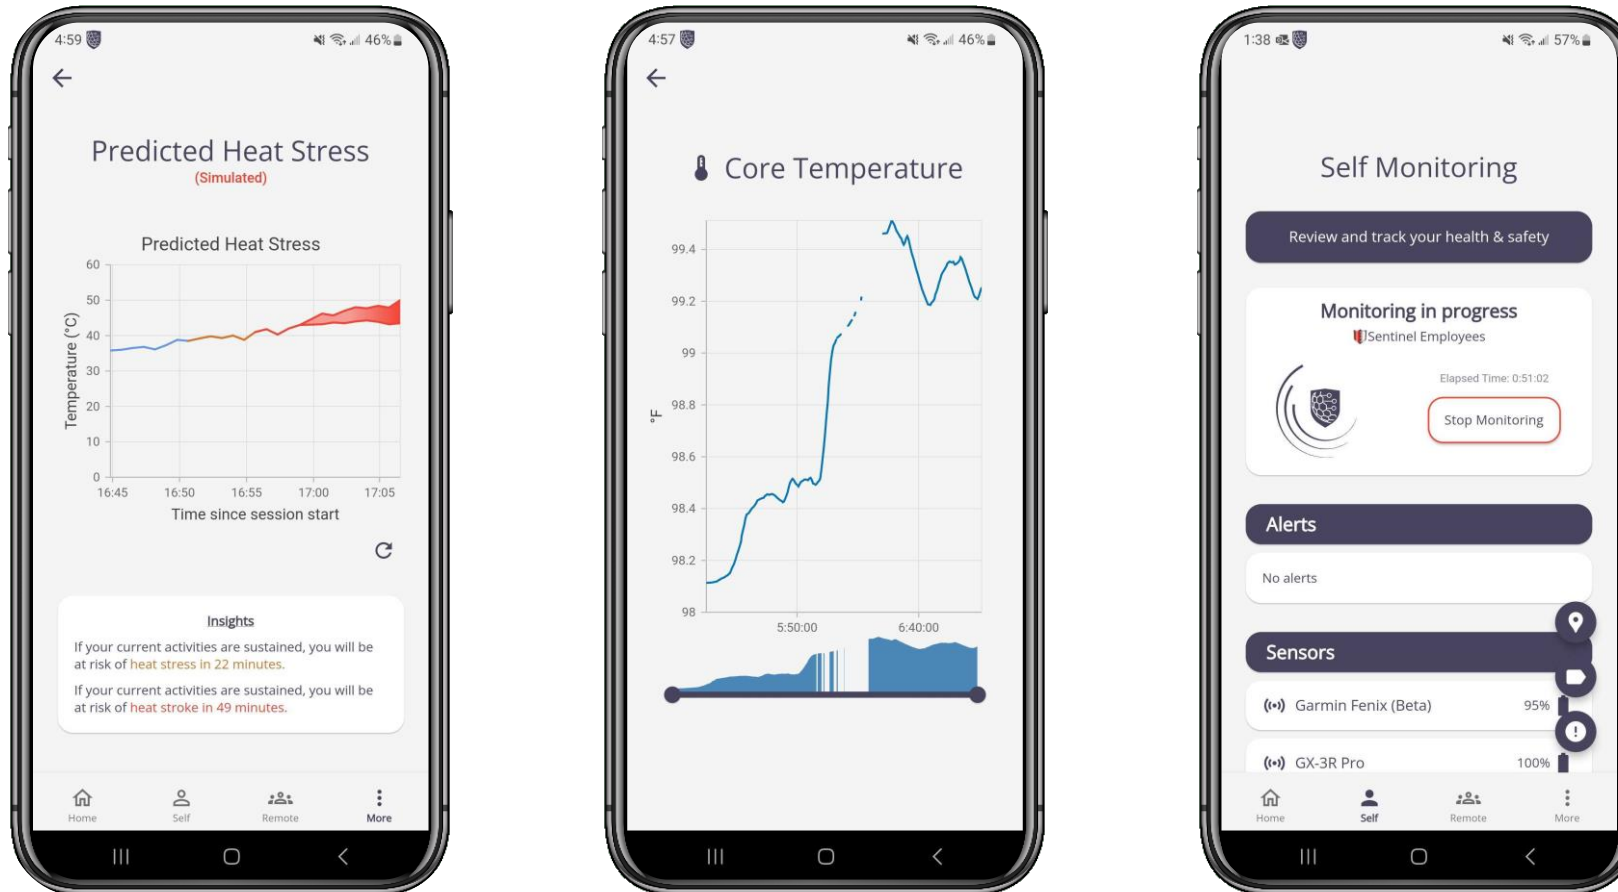 4:59
46%
Predicted Heat Stress
(Simulated)
Predicted Heat Stress
60
50
40
30
20
10
0
Temperature (°C)
16:45 16:50 16:55 17:00 17:05
Time since session start
Insights
If your current activities are sustained, you will be
at risk of heat stress in 22 minutes.
If your current activities are sustained, you will be
at risk of heat stroke in 49 minutes.
Home Self Remote More
4:57
46%
Core Temperature
99.4
99.2
99
98.8
98.6
98.4
98.2
98
°F
5:50:00 6:40:00
1:38
57%
Self Monitoring
Review and track your health & safety
Monitoring in progress
Sentinel Employees
Elapsed Time: 0:51:02
Stop Monitoring
Alerts
No alerts
Sensors
Garmin Fenix (Beta) 95%
GX-3R Pro 100%
Home Self Remote More